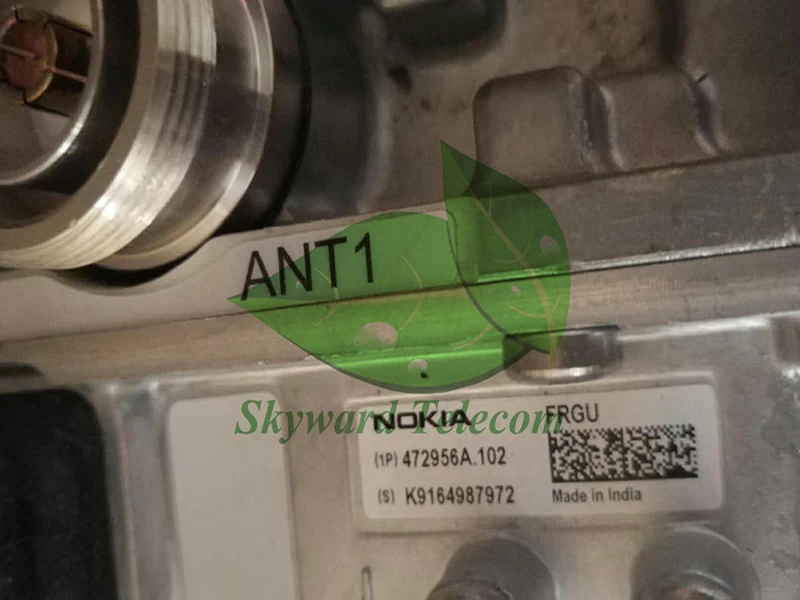 ANT1
Skyward Telecom
NOKIA FRGU
(1P) 472956A.102
(S) K9164987972
Made in India